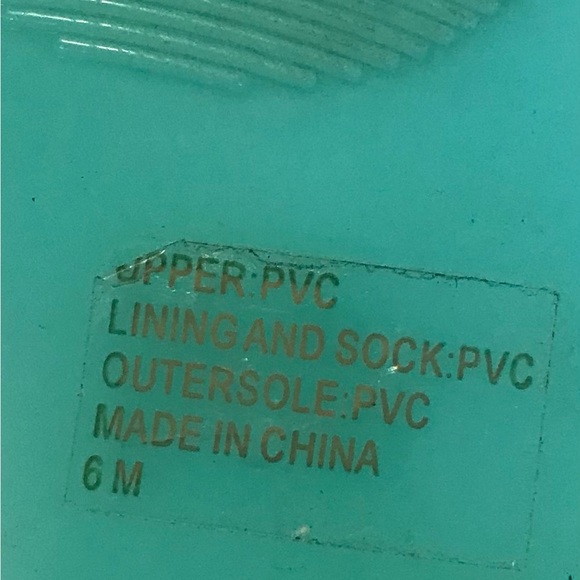 UPPER:PVC
LINING AND SOCK:PVC
OUTERSOLE:PVC
MADE IN CHINA
6 M